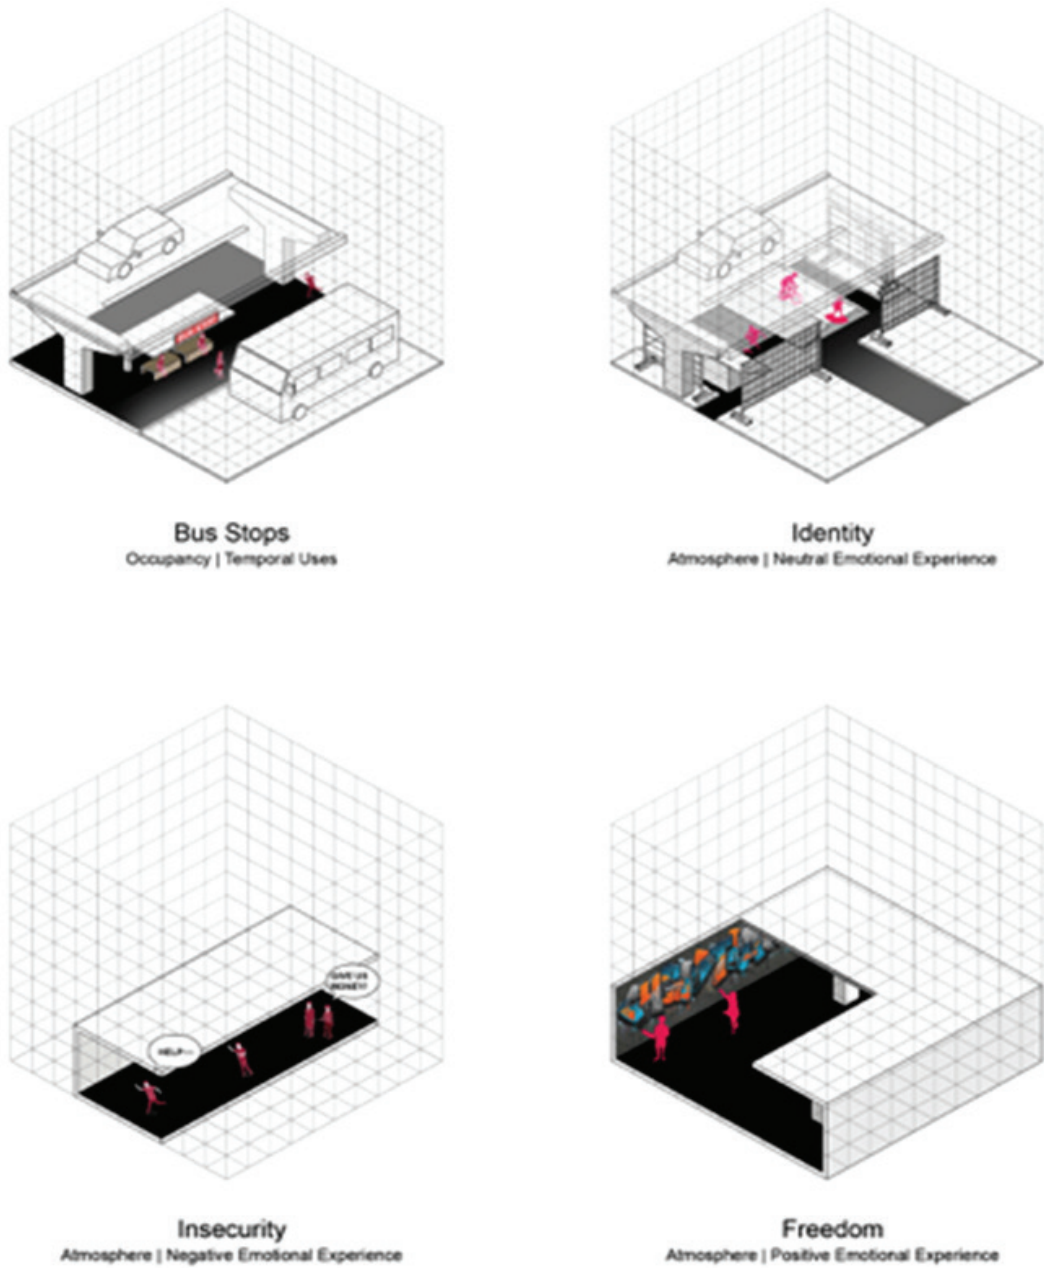 Bus Stops
Occupancy | Temporal Uses
Identity
Atmosphere | Neutral Emotional Experience
GIVE US
MONEY!
HELP
Insecurity
Atmosphere | Negative Emotional Experience
Freedom
Atmosphere | Positive Emotional Experience